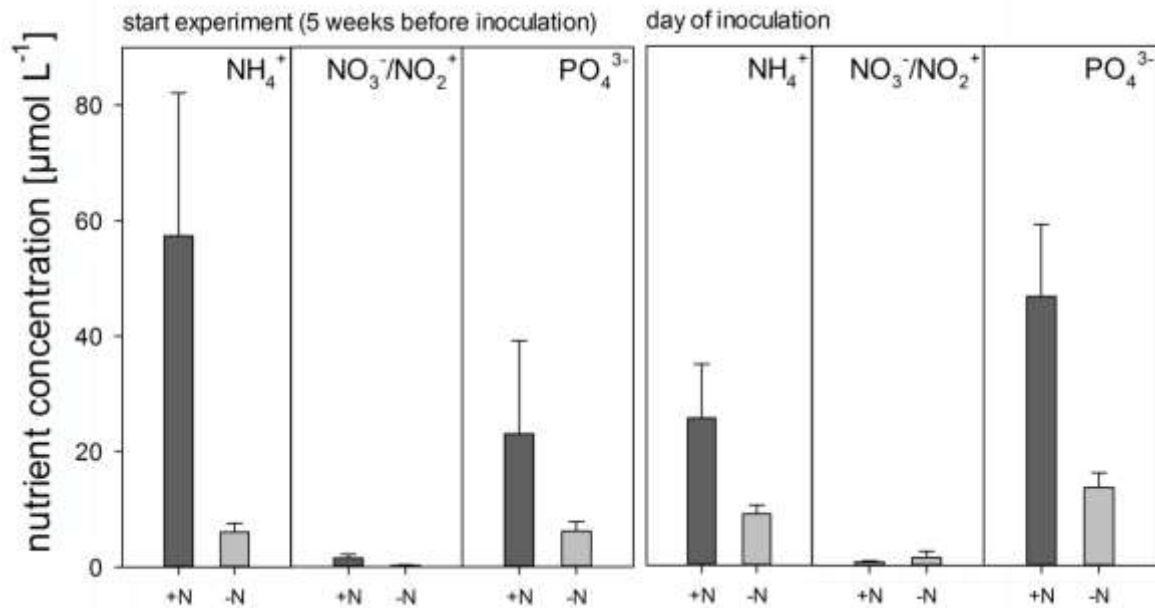 start experiment (5 weeks before inoculation) day of inoculation
NH₄⁺ NO₃⁻/NO₂⁺ PO₄³⁻ NH₄⁺ NO₃⁻/NO₂⁺ PO₄³⁻
nutrient concentration [µmol L⁻¹]
80
60
40
20
0
+N -N +N -N +N -N +N -N +N -N +N -N